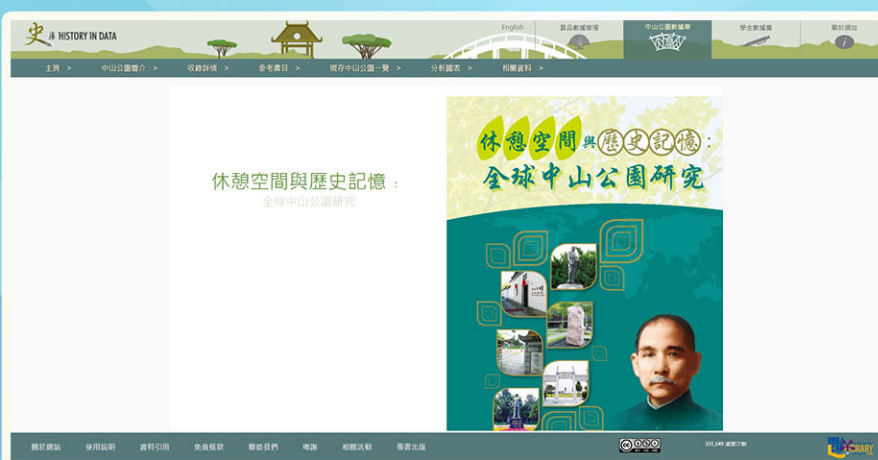 史 庫 HISTORY IN DATA
English
中山公園數據庫
學生數據集
關於網站
主頁 >
中山公園簡介 >
收錄詳情 >
參考書目 >
現存中山公園一覽 >
分析圖表 >
相關資料 >
休憩空間與歷史記憶：
全球中山公園研究
休憩空間與歷史記憶：
全球中山公園研究
關於網站
使用說明
資料引用
免責條款
聯絡我們
鳴謝
相關活動
專書出版